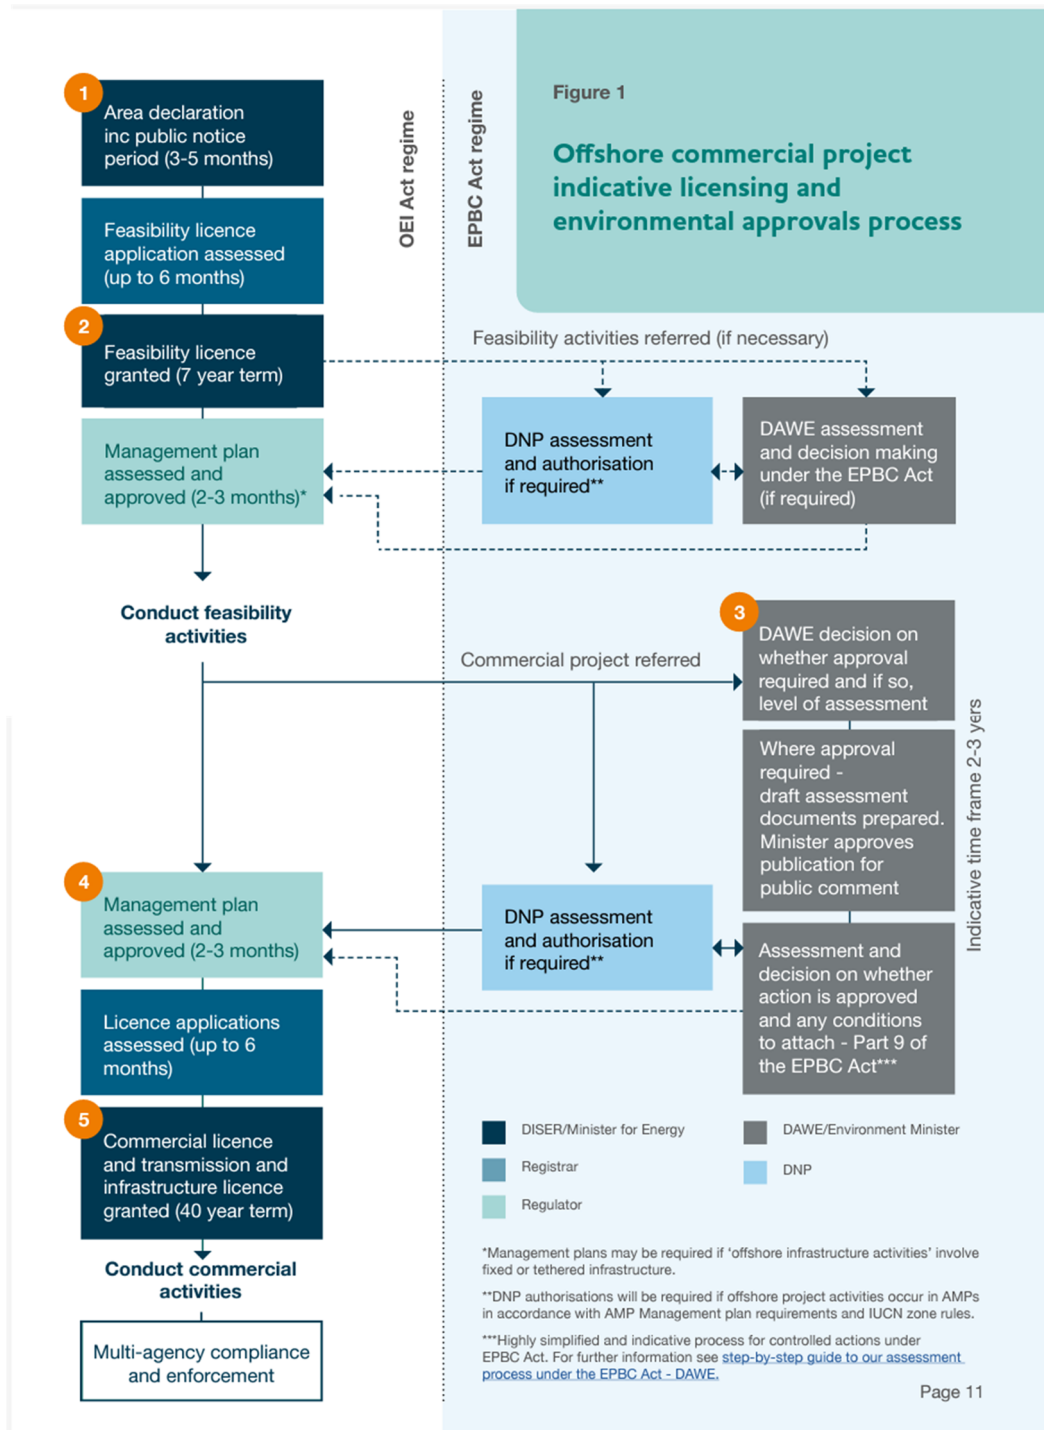 Figure 1
Offshore commercial project
indicative licensing and
environmental approvals process
OEI Act regime
EPBC Act regime
1
Area declaration
inc public notice
period (3-5 months)
Feasibility licence
application assessed
(up to 6 months)
2
Feasibility licence
granted (7 year term)
Feasibility activities referred (if necessary)
Management plan
assessed and
approved (2-3 months)*
DNP assessment
and authorisation
if required**
DAWE assessment
and decision making
under the EPBC Act
(if required)
Conduct feasibility
activities
Commercial project referred
3
DAWE decision on
whether approval
required and if so,
level of assessment
Where approval
required -
draft assessment
documents prepared.
Minister approves
publication for
public comment
Indicative time frame 2-3 yers
4
Management plan
assessed and
approved (2-3 months)
DNP assessment
and authorisation
if required**
Assessment and
decision on whether
action is approved
and any conditions
to attach - Part 9 of
the EPBC Act***
Licence applications
assessed (up to 6
months)
5
Commercial licence
and transmission and
infrastructure licence
granted (40 year term)
Conduct commercial
activities
Multi-agency compliance
and enforcement
DISER/Minister for Energy
Registrar
Regulator
DAWE/Environment Minister
DNP
*Management plans may be required if ‘offshore infrastructure activities’ involve
fixed or tethered infrastructure.
**DNP authorisations will be required if offshore project activities occur in AMPs
in accordance with AMP Management plan requirements and IUCN zone rules.
***Highly simplified and indicative process for controlled actions under
EPBC Act. For further information see step-by-step guide to our assessment
process under the EPBC Act - DAWE.
Page 11